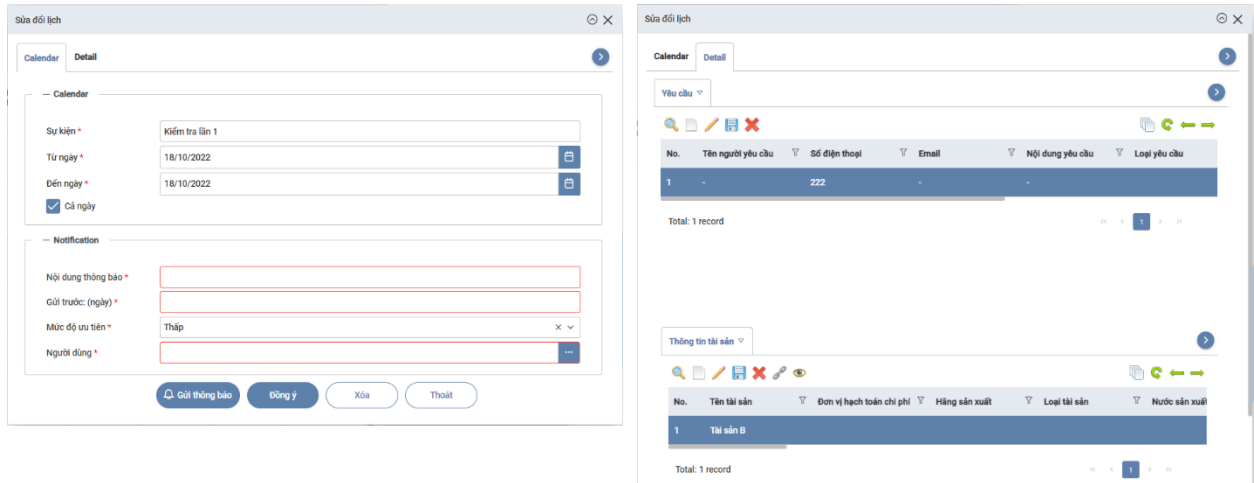 Sửa đổi lịch
Calendar Detail
Calendar
Sự kiện * Kiểm tra lần 1
Từ ngày * 18/10/2022
Đến ngày * 18/10/2022
Cả ngày
Notification
Nội dung thông báo *
Gửi trước: (ngày) *
Mức độ ưu tiên * Thấp
Người dùng *
Gửi thông báo Đồng ý Xóa Thoát
Sửa đổi lịch
Calendar Detail
Yêu cầu
No. Tên người yêu cầu Số điện thoại Email Nội dung yêu cầu Loại yêu cầu
1 - 222 - -
Total: 1 record 1
Thông tin tài sản
No. Tên tài sản Đơn vị hạch toán chi phí Hãng sản xuất Loại tài sản Nước sản xuất
1 Tài sản B
Total: 1 record 1